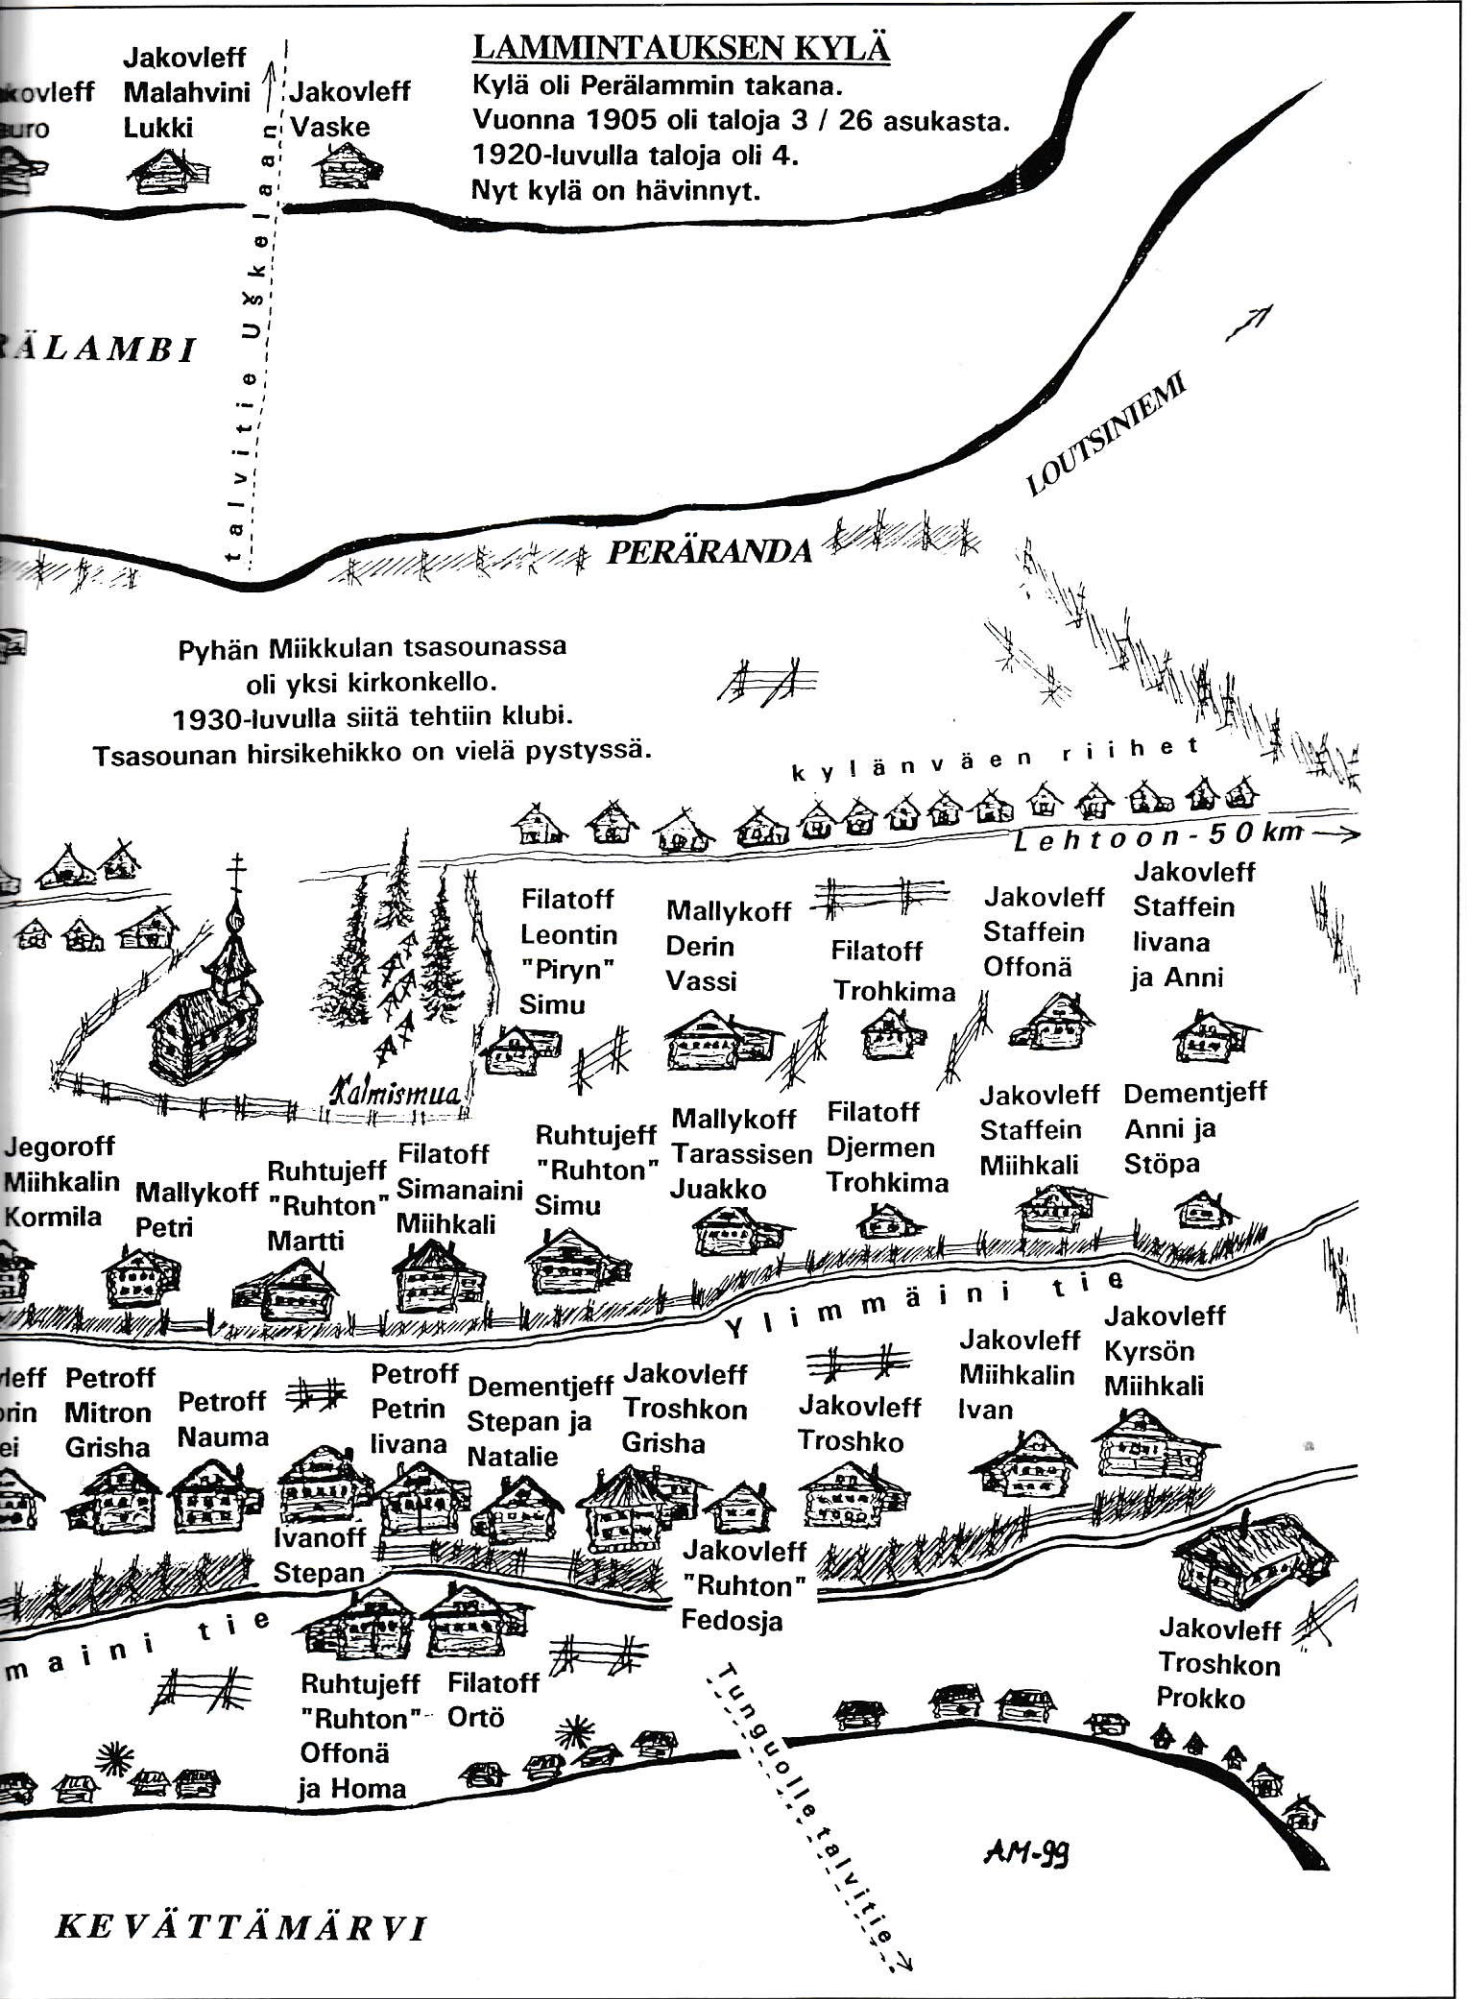 LAMMINTAUKSEN KYLÄ
Kylä oli Perälammin takana.
Vuonna 1905 oli taloja 3 / 26 asukasta.
1920-luvulla taloja oli 4.
Nyt kylä on hävinnyt.
Jakovleff
Malahvini
Lukki
Jakovleff
Vaske
talvitie Uškelaan
LOUTSINIEMI
PERÄRANDA
Pyhän Miikkulan tsasounassa
oli yksi kirkonkello.
1930-luvulla siitä tehtiin klubi.
Tsasounan hirsikehikko on vielä pystyssä.
kylänväen riihet
Lehtoon - 50 km
Kalmismua
Filatoff
Leontin
"Piryn"
Simu
Mallykoff
Derin
Vassi
Filatoff
Trohkima
Jakovleff
Staffein
Offonä
Jakovleff
Staffein
Iivana
ja Anni
Jegoroff
Miihkalin
Kormila
Mallykoff
Petri
Ruhtujeff
"Ruhton"
Martti
Filatoff
Simanaini
Miihkali
Ruhtujeff
"Ruhton"
Simu
Mallykoff
Tarassisen
Juakko
Filatoff
Djermen
Trohkima
Jakovleff
Staffein
Miihkali
Dementjeff
Anni ja
Stöpa
Ylimmäini tie
Petroff
Mitron
Grisha
Petroff
Nauma
Ivanoff
Stepan
Petroff
Petrin
Iivana
Dementjeff
Stepan ja
Natalie
Jakovleff
Troshkon
Grisha
Jakovleff
"Ruhton"
Fedosja
Jakovleff
Troshko
Jakovleff
Miihkalin
Ivan
Jakovleff
Kyrsön
Miihkali
tie
Ruhtujeff
"Ruhton"
Offonä
ja Homa
Filatoff
Ortö
Jakovleff
Troshkon
Prokko
Tunguolle talvitie
AM-99
KEVÄTTÄMÄRVI